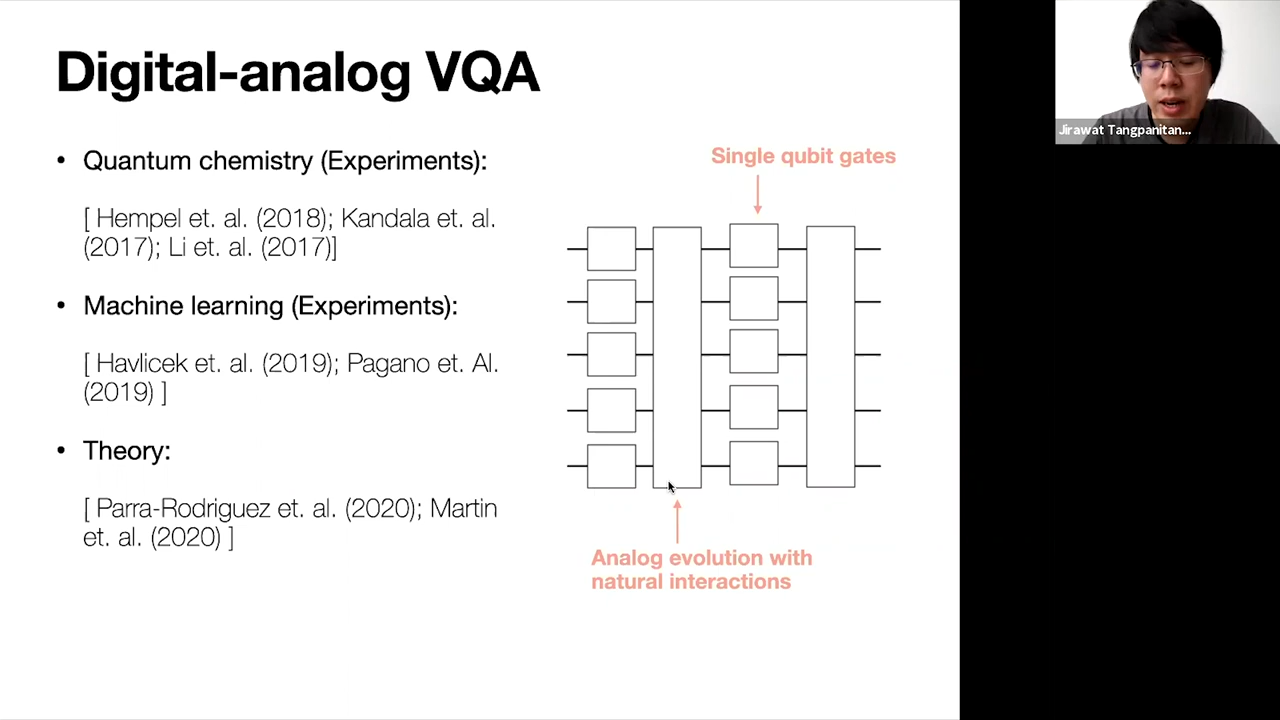 Digital-analog VQA
• Quantum chemistry (Experiments):
[ Hempel et. al. (2018); Kandala et. al.
(2017); Li et. al. (2017)]
• Machine learning (Experiments):
[ Havlicek et. al. (2019); Pagano et. Al.
(2019) ]
• Theory:
[ Parra-Rodriguez et. al. (2020); Martin
et. al. (2020) ]
Single qubit gates
Analog evolution with
natural interactions
Jirawat Tangpanitan...